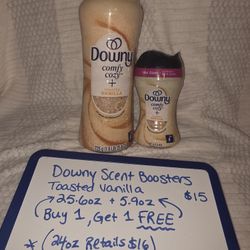 Downy
comfy
cozy
+
VANILLA
Downy
comfy
cozy
+
Downy Scent Boosters
Toasted Vanilla
$15
25.6oz + 5.9oz
Buy 1, Get 1 FREE
* (24oz Retails $16)